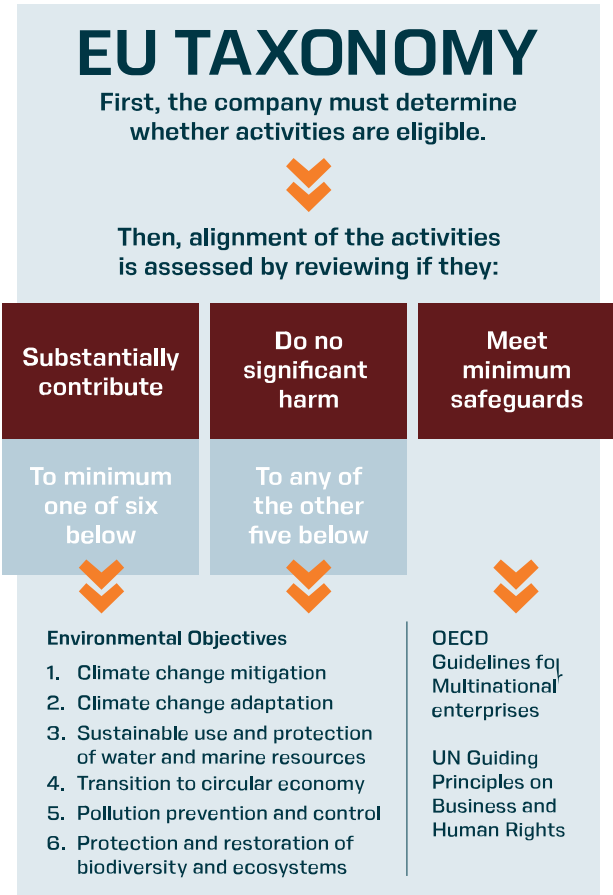 EU TAXONOMY
First, the company must determine
whether activities are eligible.
Then, alignment of the activities
is assessed by reviewing if they:
Substantially
contribute
Do no
significant
harm
Meet
minimum
safeguards
To minimum
one of six
below
To any of
the other
five below
Environmental Objectives
1. Climate change mitigation
2. Climate change adaptation
3. Sustainable use and protection
of water and marine resources
4. Transition to circular economy
5. Pollution prevention and control
6. Protection and restoration of
biodiversity and ecosystems
OECD
Guidelines for
Multinational
enterprises
UN Guiding
Principles on
Business and
Human Rights